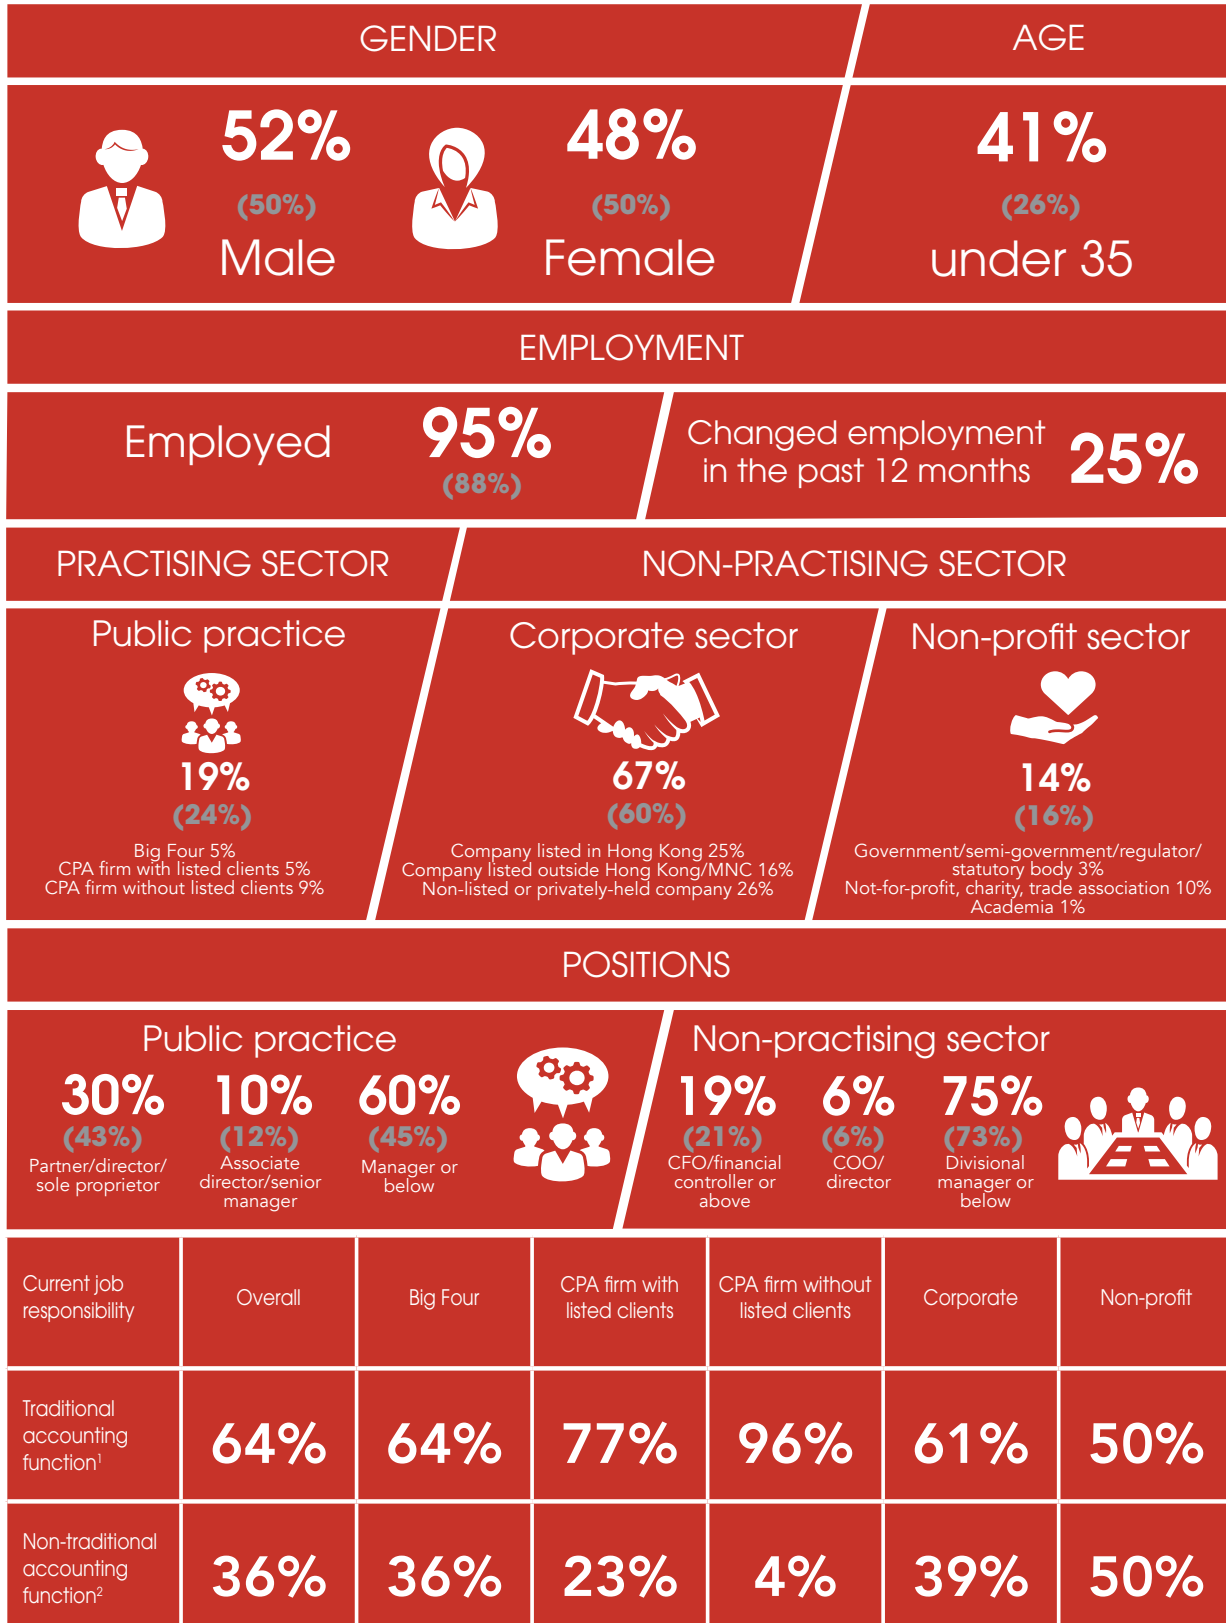 GENDER
AGE
52%
(50%)
Male
48%
(50%)
Female
41%
(26%)
under 35
EMPLOYMENT
Employed
95%
(88%)
Changed employment
in the past 12 months
25%
PRACTISING SECTOR
NON-PRACTISING SECTOR
Public practice
19%
(24%)
Big Four 5%
CPA firm with listed clients 5%
CPA firm without listed clients 9%
Corporate sector
67%
(60%)
Company listed in Hong Kong 25%
Company listed outside Hong Kong/MNC 16%
Non-listed or privately-held company 26%
Non-profit sector
14%
(16%)
Government/semi-government/regulator/
statutory body 3%
Not-for-profit, charity, trade association 10%
Academia 1%
POSITIONS
Public practice
30%
(43%)
Partner/director/
sole proprietor
10%
(12%)
Associate
director/senior
manager
60%
(45%)
Manager or
below
Non-practising sector
19%
(21%)
CFO/financial
controller or
above
6%
(6%)
COO/
director
75%
(73%)
Divisional
manager or
below
Current job
responsibility
Overall
Big Four
CPA firm with
listed clients
CPA firm without
listed clients
Corporate
Non-profit
Traditional
accounting
function¹
64%
64%
77%
96%
61%
50%
Non-traditional
accounting
function²
36%
36%
23%
4%
39%
50%